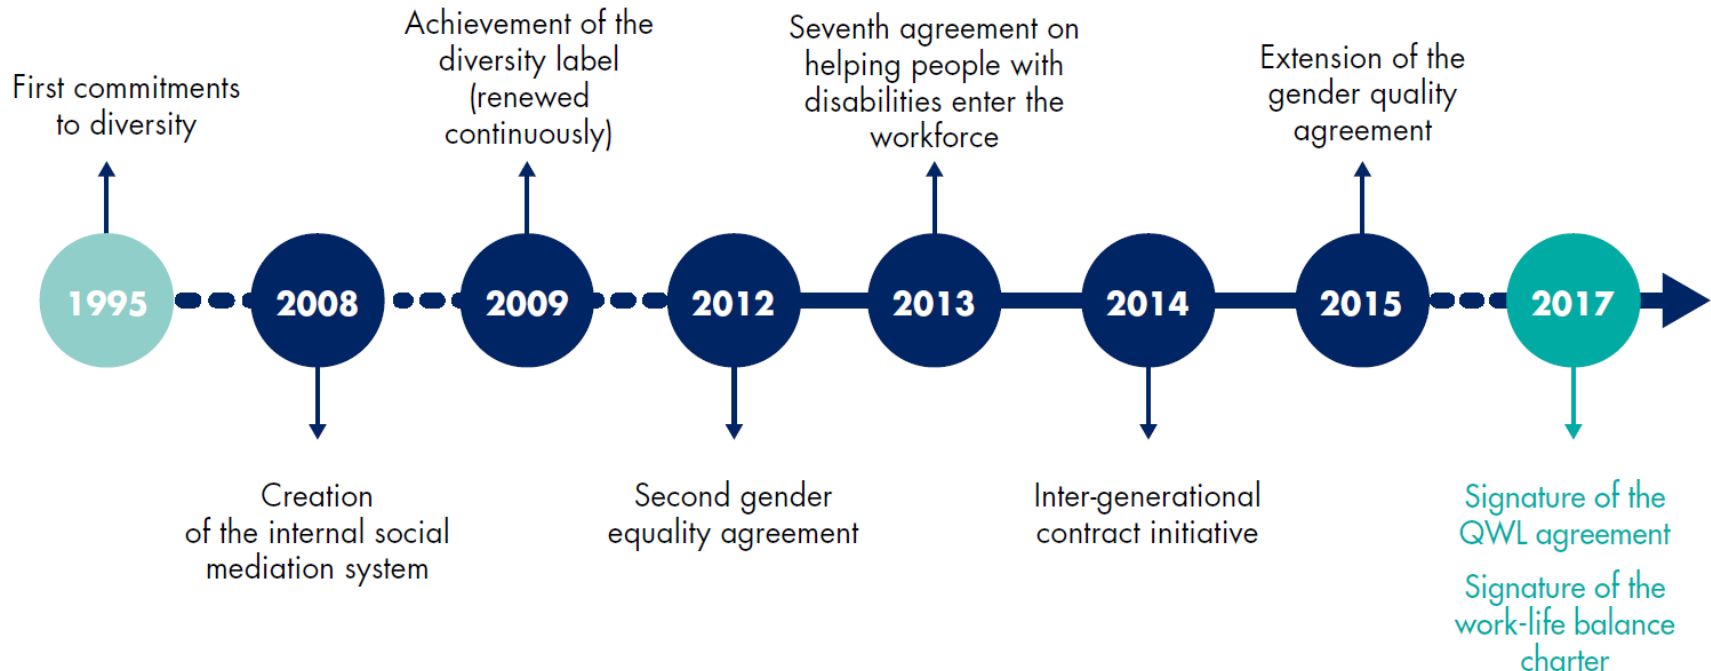 First commitments
to diversity
Achievement of the
diversity label
(renewed
continuously)
Seventh agreement on
helping people with
disabilities enter the
workforce
Extension of the
gender quality
agreement
1995
2008
2009
2012
2013
2014
2015
2017
Creation
of the internal social
mediation system
Second gender
equality agreement
Inter-generational
contract initiative
Signature of the
QWL agreement
Signature of the
work-life balance
charter